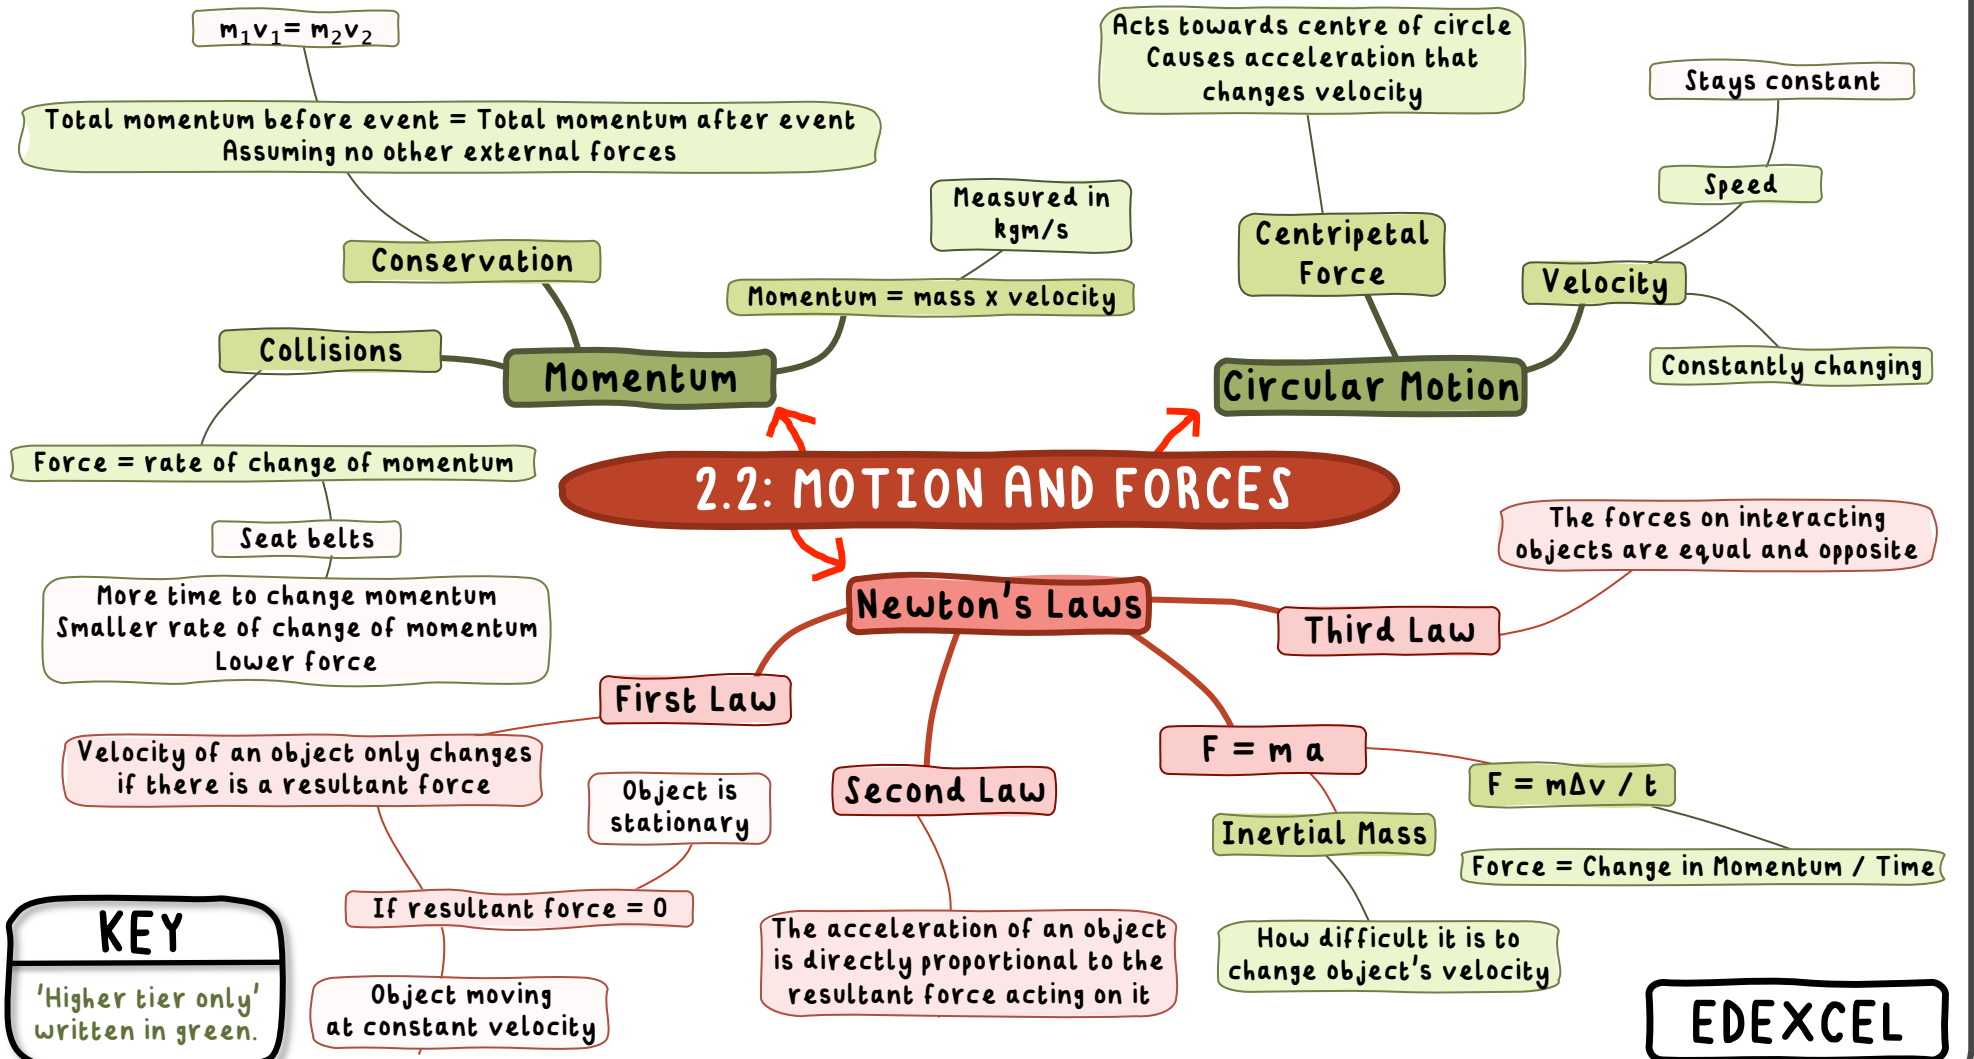 m₁v₁= m₂v₂
Total momentum before event = Total momentum after event
Assuming no other external forces
Conservation
Measured in
kgm/s
Momentum = mass x velocity
Collisions
Momentum
Force = rate of change of momentum
Seat belts
More time to change momentum
Smaller rate of change of momentum
Lower force
Acts towards centre of circle
Causes acceleration that
changes velocity
Centripetal
Force
Stays constant
Speed
Velocity
Constantly changing
Circular Motion
2.2: MOTION AND FORCES
Newton's Laws
The forces on interacting
objects are equal and opposite
Third Law
First Law
Velocity of an object only changes
if there is a resultant force
Object is
stationary
If resultant force = 0
Object moving
at constant velocity
Second Law
The acceleration of an object
is directly proportional to the
resultant force acting on it
F = m a
F = mΔv / t
Force = Change in Momentum / Time
Inertial Mass
How difficult it is to
change object's velocity
KEY
'Higher tier only'
written in green.
EDEXCEL